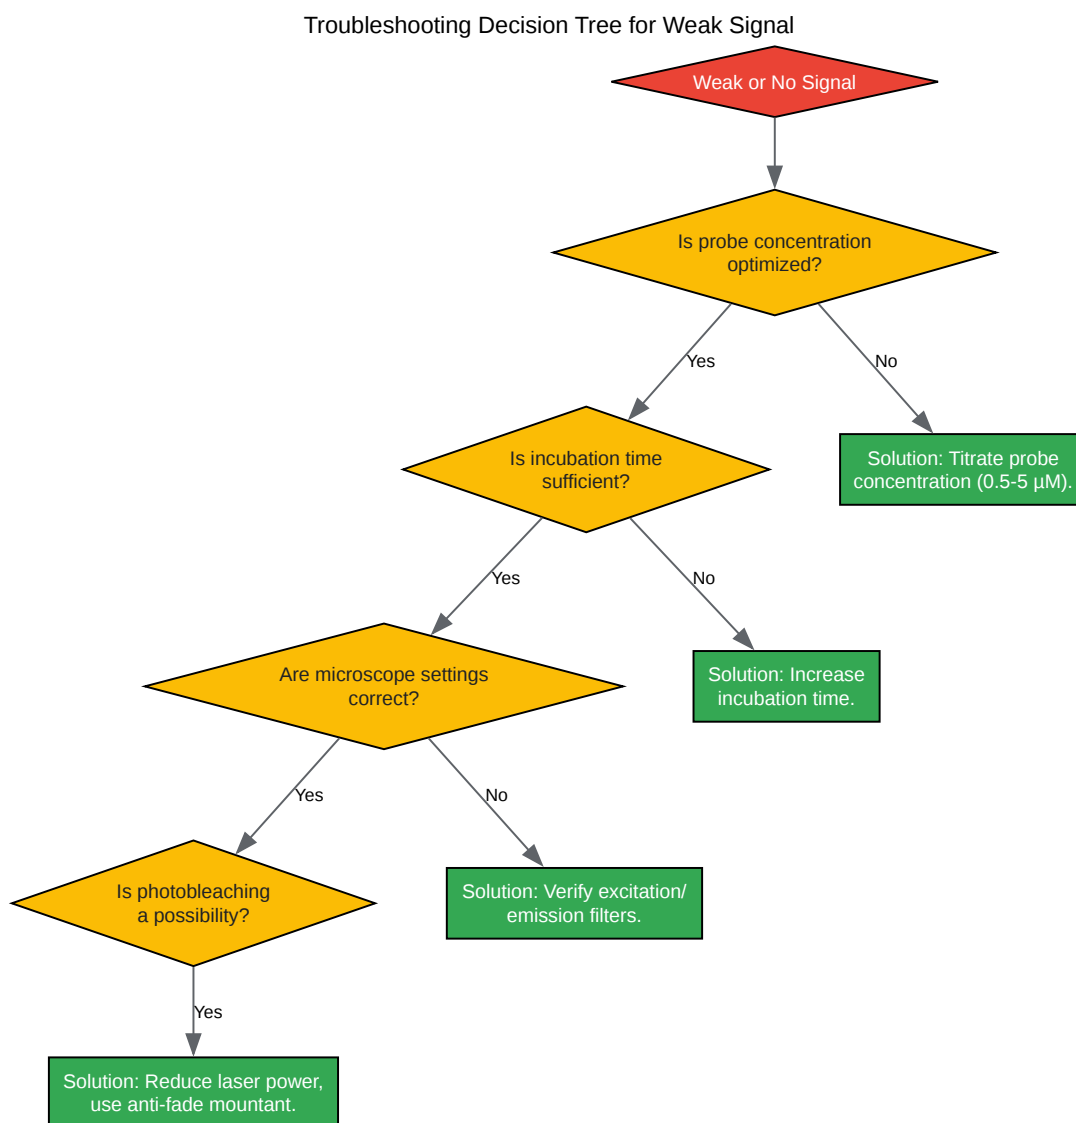 Troubleshooting Decision Tree for Weak Signal
Weak or No Signal
Is probe concentration
optimized?
Yes
No
Is incubation time
sufficient?
Solution: Titrate probe
concentration (0.5-5 µM).
Yes
No
Are microscope settings
correct?
Solution: Increase
incubation time.
Yes
No
Is photobleaching
a possibility?
Solution: Verify excitation/
emission filters.
Yes
Solution: Reduce laser power,
use anti-fade mountant.